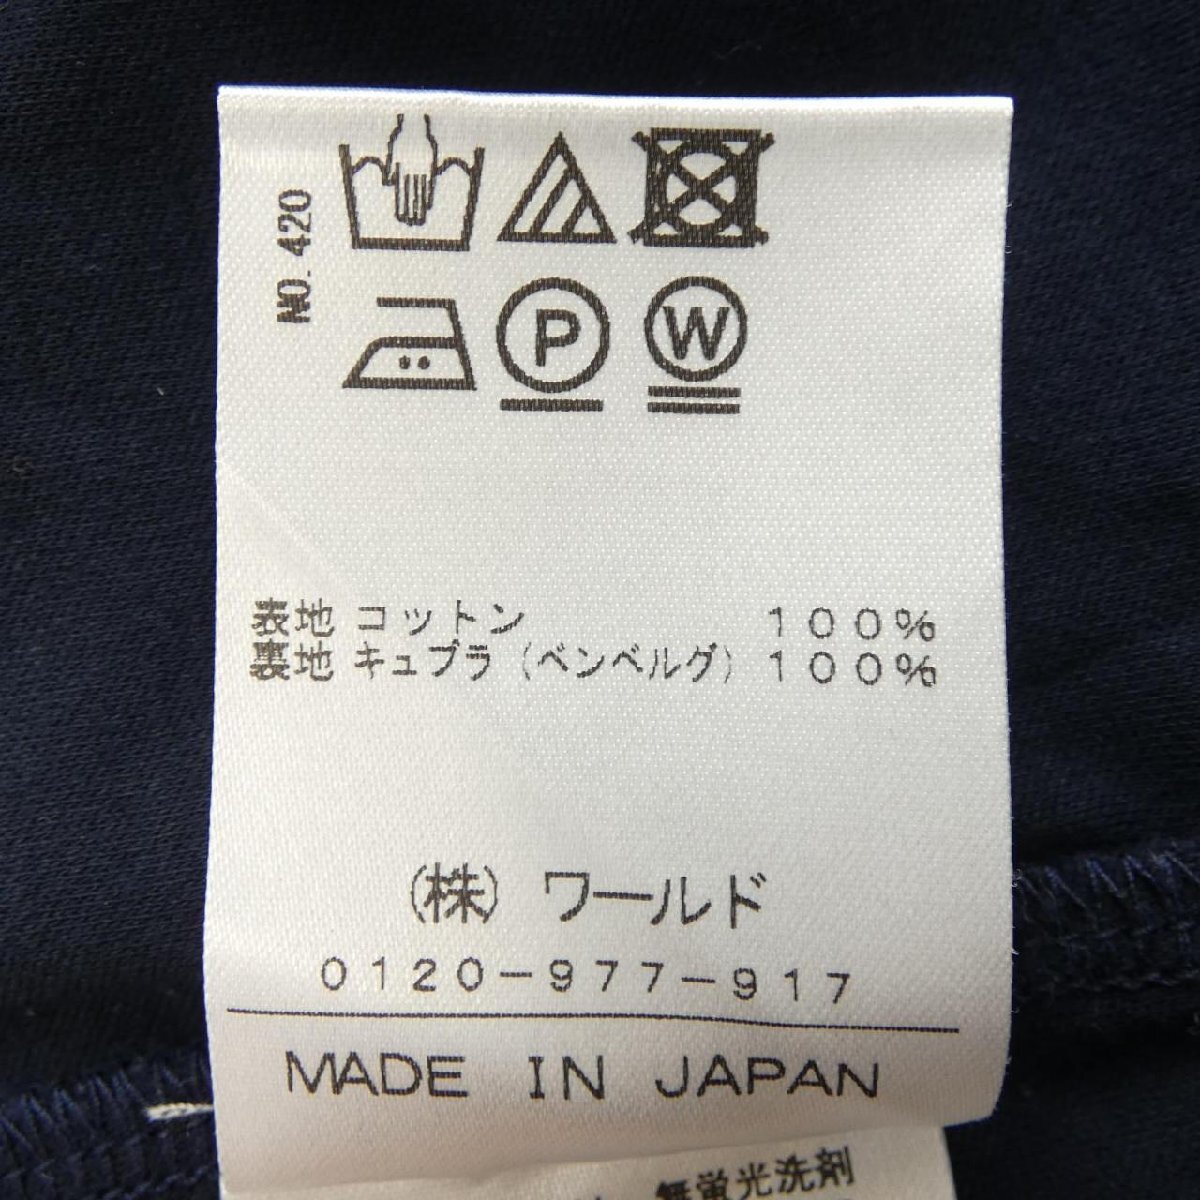 NO. 420
P
W
表地 コットン 100%
裏地 キュプラ (ベンベルグ) 100%
(株) ワールド
0120-977-917
MADE IN JAPAN
無蛍光洗剤